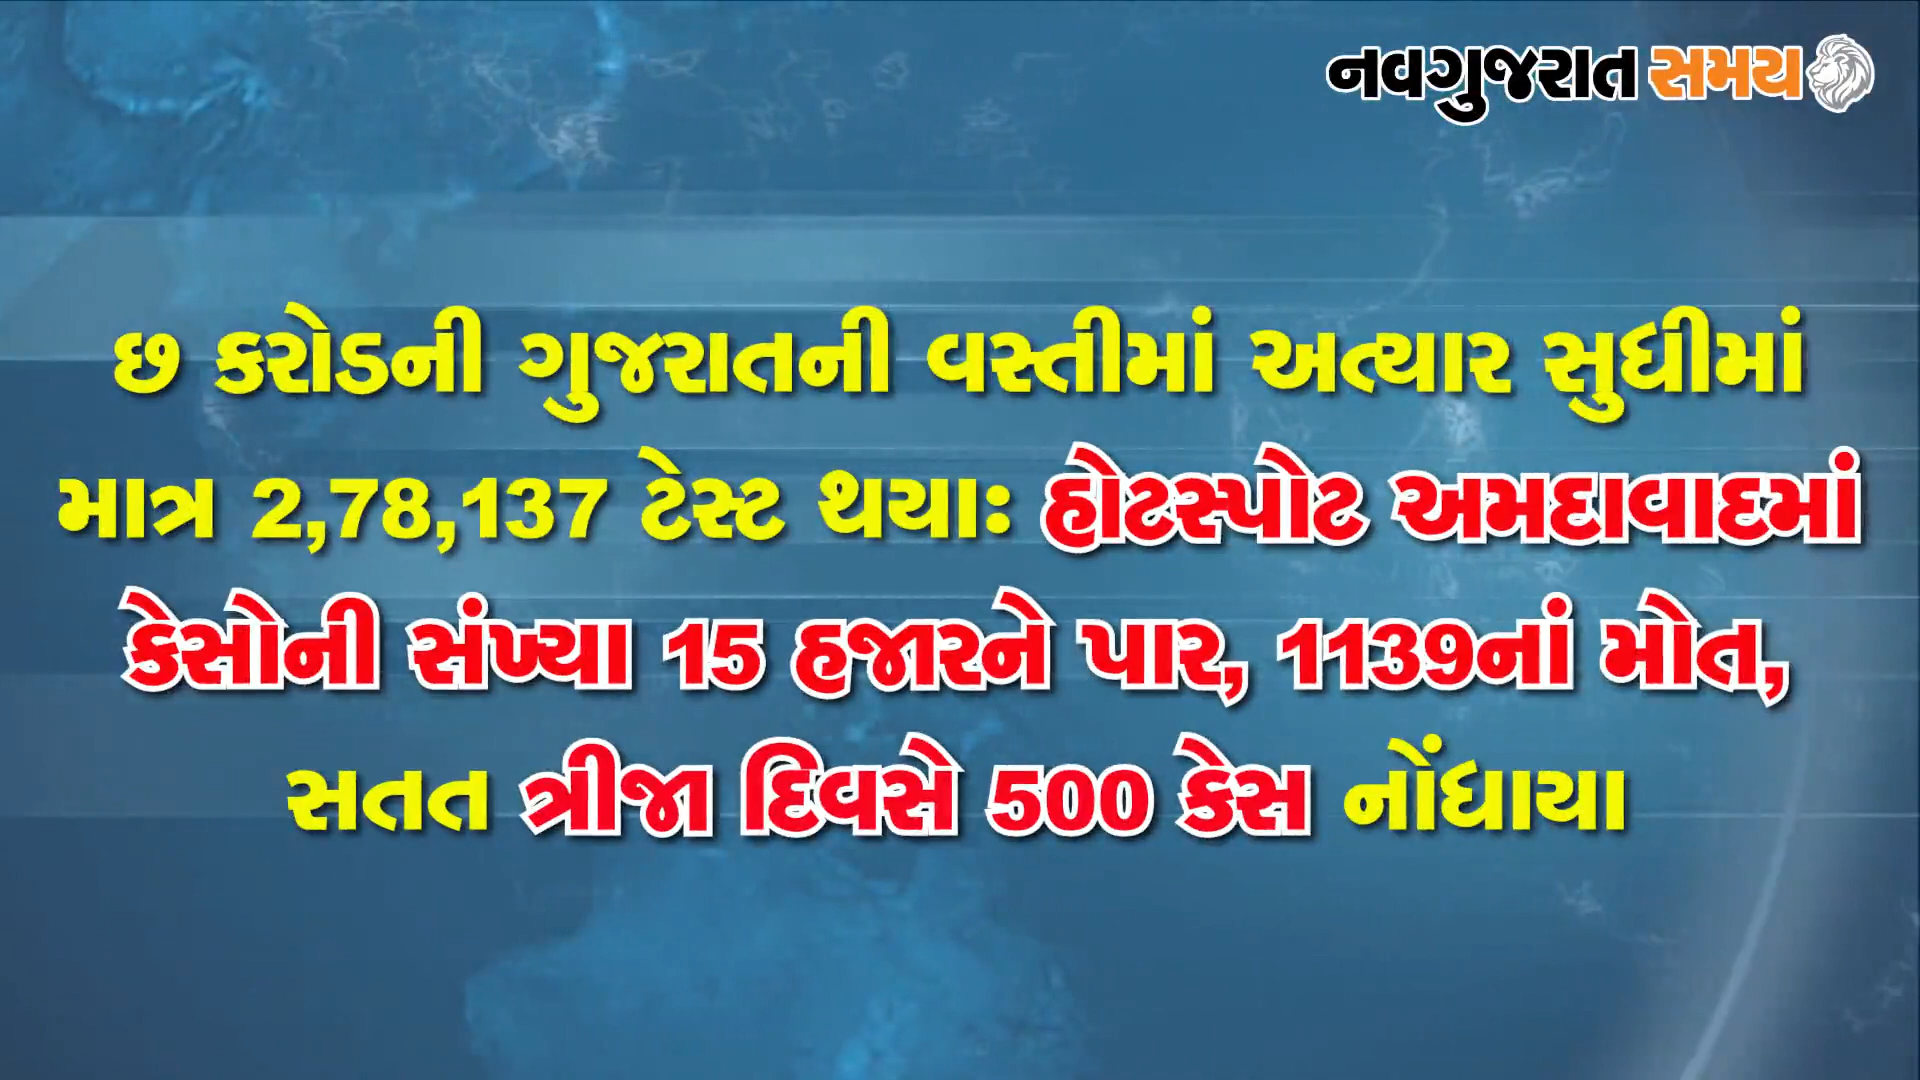 નવગુજરાત સમય
છ કરોડની ગુજરાતની વસ્તીમાં અત્યાર સુધીમાં
માત્ર 2,78,137 ટેસ્ટ થયાઃ હોટસ્પોટ અમદાવાદમાં
કેસોની સંખ્યા 15 હજારને પાર, 1139નાં મોત,
સતત ત્રીજા દિવસે 500 કેસ નોંધાયા